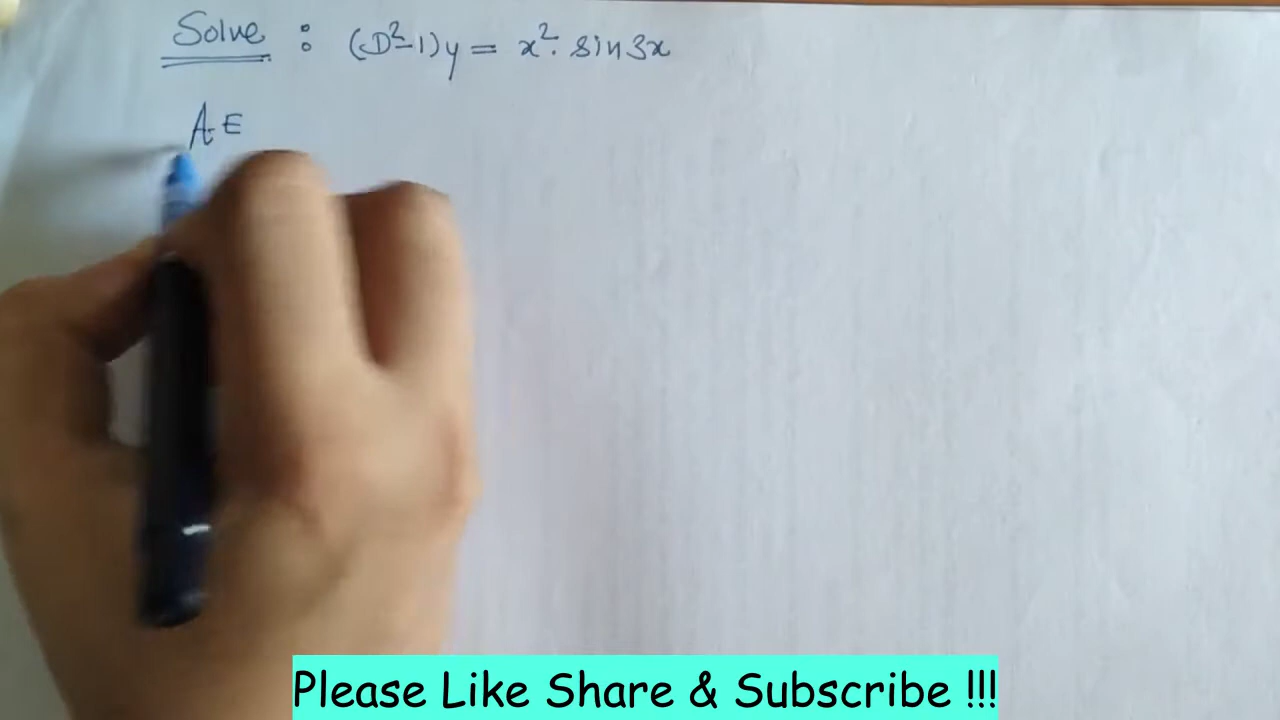 Solve : (D²-1)y = x². sin3x
AE
Please Like Share & Subscribe !!!